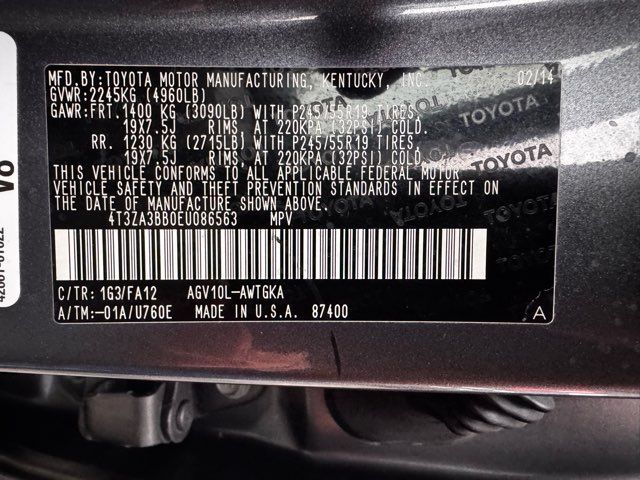 MFD.BY:TOYOTA MOTOR MANUFACTURING, KENTUCKY, INC. 02/14
GVWR:2245KG (4960LB)
GAWR:FRT.1400 KG (3090LB) WITH P245/55R19 TIRES,
19X7.5J RIMS AT 220KPA (32PSI) COLD.
RR. 1230 KG (2715LB) WITH P245/55R19 TIRES,
19X7.5J RIMS AT 220KPA (32PSI) COLD.
THIS VEHICLE CONFORMS TO ALL APPLICABLE FEDERAL MOTOR
VEHICLE SAFETY AND THEFT PREVENTION STANDARDS IN EFFECT ON
THE DATE OF MANUFACTURE SHOWN ABOVE.
4T3ZA3BB0EU086563 MPV
C/TR: 1G3/FA12 AGV10L-AWTGKA
A/TM:-01A/U760E MADE IN U.S.A. 87400 A
TOYOTA
TOYOTA
TOYOTA
V6